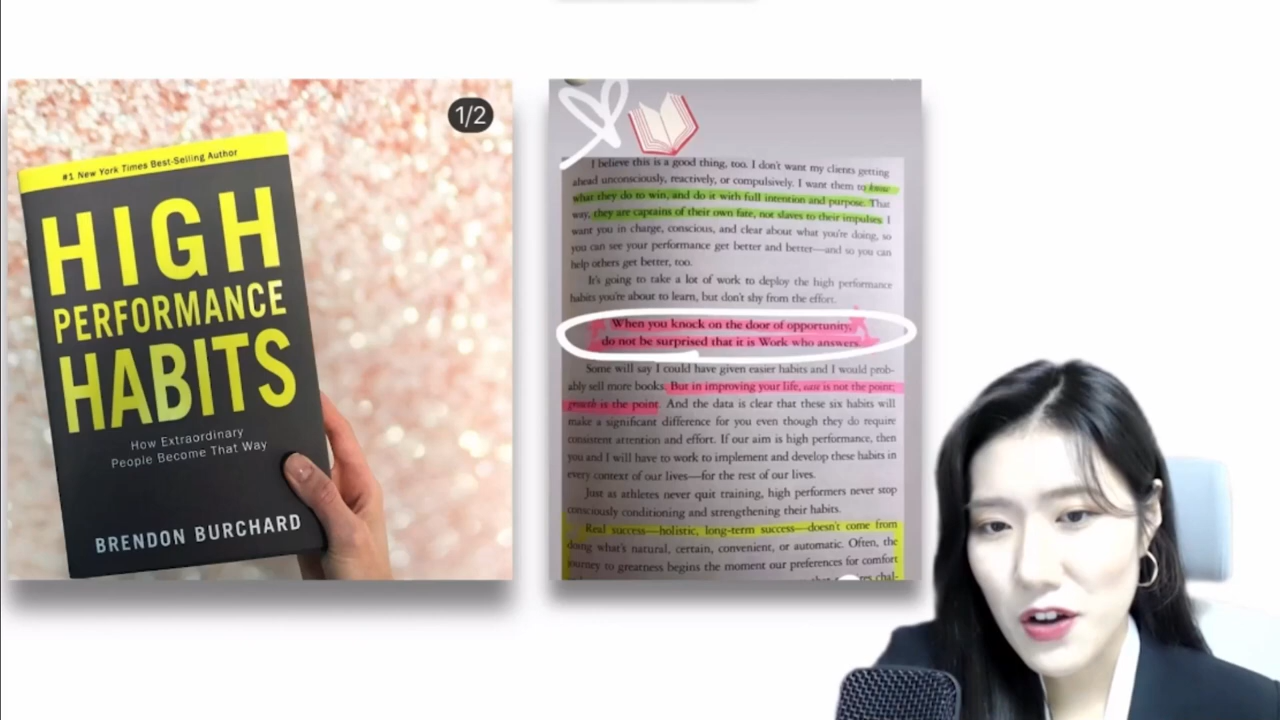 1/2
#1 New York Times Best-Selling Author
HIGH
PERFORMANCE
HABITS
How Extraordinary
People Become That Way
BRENDON BURCHARD
I believe this is a good thing, too. I don't want my clients getting
ahead unconsciously, reactively, or compulsively. I want them to know
what they do to win, and do it with full intention and purpose. That
way, they are captains of their own fate, not slaves to their impulses. I
want you in charge, conscious, and clear about what you're doing, so
you can see your performance get better and better—and so you can
help others get better, too.
It's going to take a lot of work to deploy the high performance
habits you're about to learn, but don't shy from the effort.
When you knock on the door of opportunity,
do not be surprised that it is Work who answers.
Some will say I could have given easier habits and I would prob-
ably sell more books. But in improving your life, ease is not the point;
growth is the point. And the data is clear that these six habits will
make a significant difference for you even though they do require
consistent attention and effort. If our aim is high performance, then
you and I will have to work to implement and develop these habits in
every context of our lives—for the rest of our lives.
Just as athletes never quit training, high performers never stop
consciously conditioning and strengthening their habits.
Real success—holistic, long-term success—doesn't come from
doing what's natural, certain, convenient, or automatic. Often, the
journey to greatness begins the moment our preferences for comfort